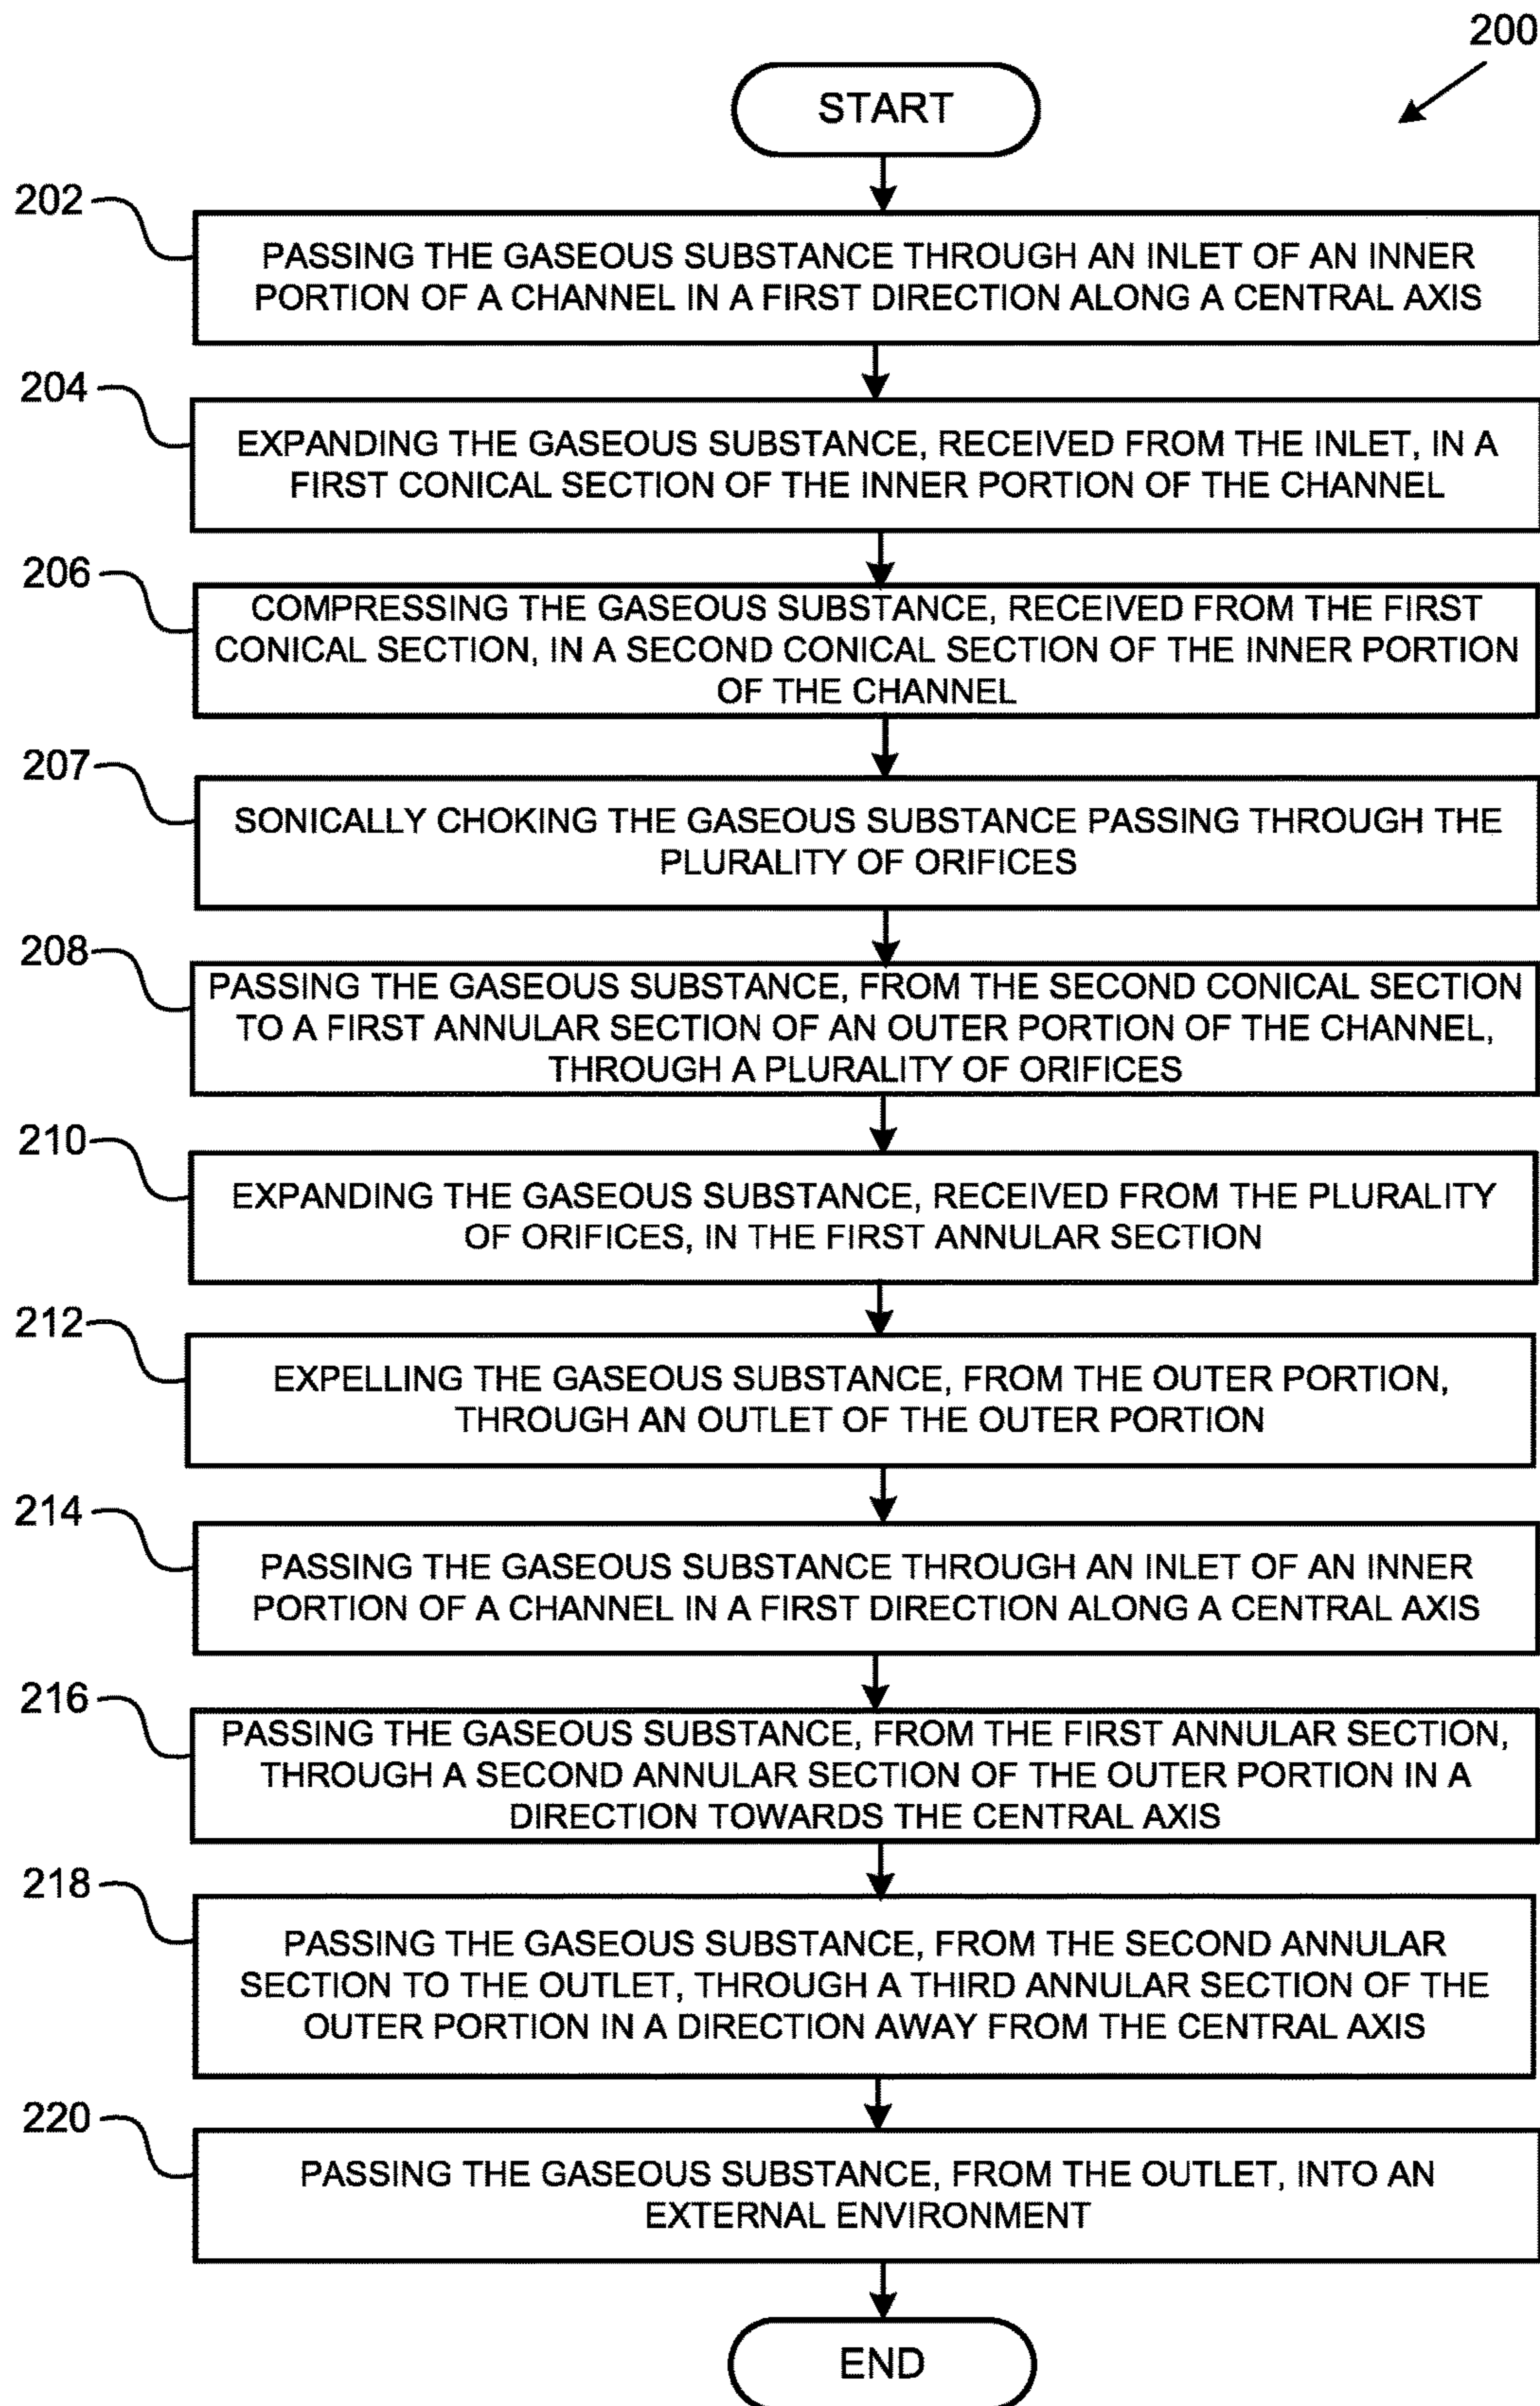 200
START
202
PASSING THE GASEOUS SUBSTANCE THROUGH AN INLET OF AN INNER
PORTION OF A CHANNEL IN A FIRST DIRECTION ALONG A CENTRAL AXIS
204
EXPANDING THE GASEOUS SUBSTANCE, RECEIVED FROM THE INLET, IN A
FIRST CONICAL SECTION OF THE INNER PORTION OF THE CHANNEL
206
COMPRESSING THE GASEOUS SUBSTANCE, RECEIVED FROM THE FIRST
CONICAL SECTION, IN A SECOND CONICAL SECTION OF THE INNER PORTION
OF THE CHANNEL
207
SONICALLY CHOKING THE GASEOUS SUBSTANCE PASSING THROUGH THE
PLURALITY OF ORIFICES
208
PASSING THE GASEOUS SUBSTANCE, FROM THE SECOND CONICAL SECTION
TO A FIRST ANNULAR SECTION OF AN OUTER PORTION OF THE CHANNEL,
THROUGH A PLURALITY OF ORIFICES
210
EXPANDING THE GASEOUS SUBSTANCE, RECEIVED FROM THE PLURALITY
OF ORIFICES, IN THE FIRST ANNULAR SECTION
212
EXPELLING THE GASEOUS SUBSTANCE, FROM THE OUTER PORTION,
THROUGH AN OUTLET OF THE OUTER PORTION
214
PASSING THE GASEOUS SUBSTANCE THROUGH AN INLET OF AN INNER
PORTION OF A CHANNEL IN A FIRST DIRECTION ALONG A CENTRAL AXIS
216
PASSING THE GASEOUS SUBSTANCE, FROM THE FIRST ANNULAR SECTION,
THROUGH A SECOND ANNULAR SECTION OF THE OUTER PORTION IN A
DIRECTION TOWARDS THE CENTRAL AXIS
218
PASSING THE GASEOUS SUBSTANCE, FROM THE SECOND ANNULAR
SECTION TO THE OUTLET, THROUGH A THIRD ANNULAR SECTION OF THE
OUTER PORTION IN A DIRECTION AWAY FROM THE CENTRAL AXIS
220
PASSING THE GASEOUS SUBSTANCE, FROM THE OUTLET, INTO AN
EXTERNAL ENVIRONMENT
END